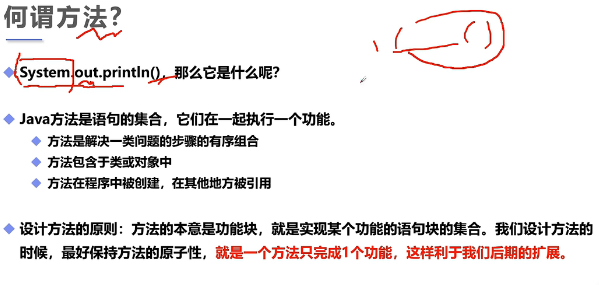 何谓方法？
System.out.println()，那么它是什么呢？
Java方法是语句的集合，它们在一起执行一个功能。
方法是解决一类问题的步骤的有序组合
方法包含于类或对象中
方法在程序中被创建，在其他地方被引用
设计方法的原则：方法的本意是功能块，就是实现某个功能的语句块的集合。我们设计方法的
时候，最好保持方法的原子性，就是一个方法只完成1个功能，这样利于我们后期的扩展。